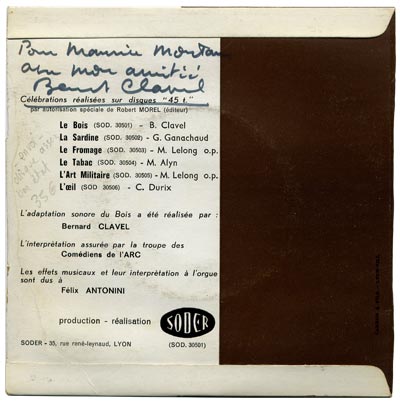 Pour Maurice
avec mon amitié
Bernard Clavel
Célébrations réalisées sur disques "45 t."
par autorisation spéciale de Robert MOREL (éditeur)
Le Bois (SOD. 30501) - B. Clavel
La Sardine (SOD. 30502) - G. Ganachaud
Le Fromage (SOD. 30503) - M. Lelong o.p.
Le Tabac (SOD. 30504) - M. Alyn
L'Art Militaire (SOD. 30505) - M. Lelong o.p.
L'œil (SOD. 30506) - C. Durix
35€
L'adaptation sonore du Bois a été réalisée par :
Bernard CLAVEL
L'interprètation assurée par la troupe des
Comédiens de l'ARC
Les effets musicaux et leur interprètation à l'orgue
sont dus à
Félix ANTONINI
production - réalisation
SODER
SODER - 35, rue rené-leynaud, LYON
(SOD. 30501)